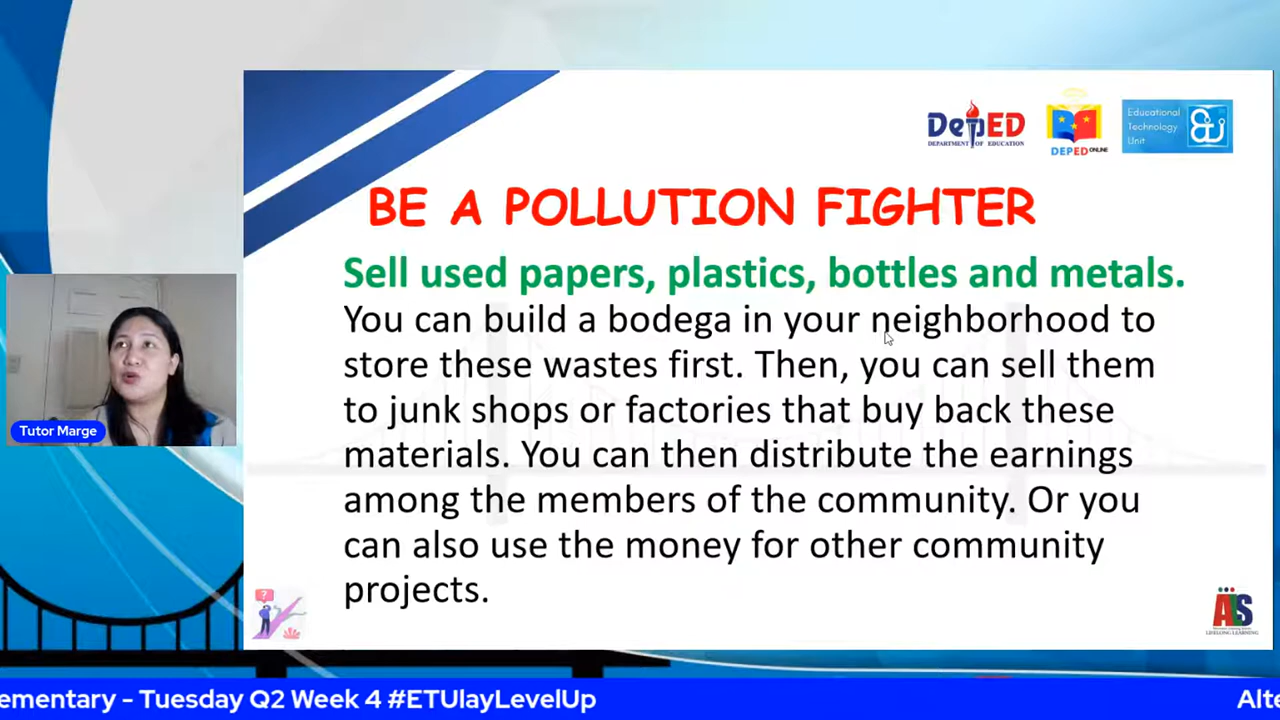 DepED
DEPARTMENT OF EDUCATION
DEPED ONLINE
Educational
Technology
Unit
BE A POLLUTION FIGHTER
Sell used papers, plastics, bottles and metals.
You can build a bodega in your neighborhood to
store these wastes first. Then, you can sell them
to junk shops or factories that buy back these
materials. You can then distribute the earnings
among the members of the community. Or you
can also use the money for other community
projects.
Tutor Marge
?
ALS
LIFELONG LEARNING
ementary - Tuesday Q2 Week 4 #ETUlayLevelUp
Alte